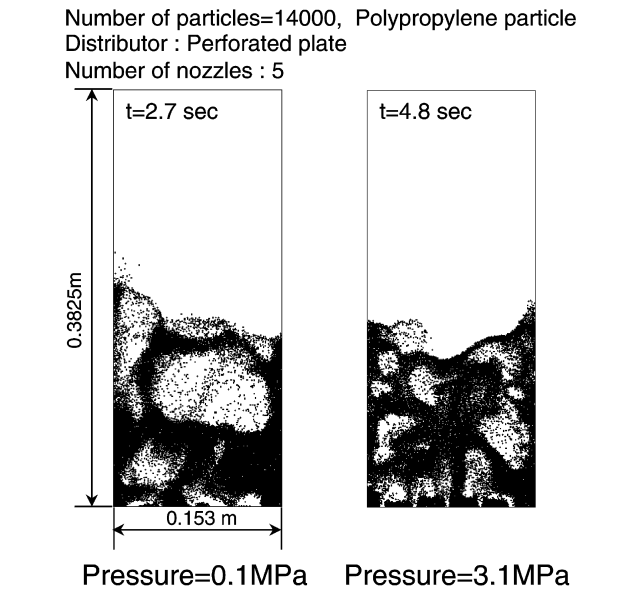 Number of particles=14000, Polypropylene particle
Distributor : Perforated plate
Number of nozzles : 5
t=2.7 sec
t=4.8 sec
0.3825m
0.153 m
Pressure=0.1MPa
Pressure=3.1MPa